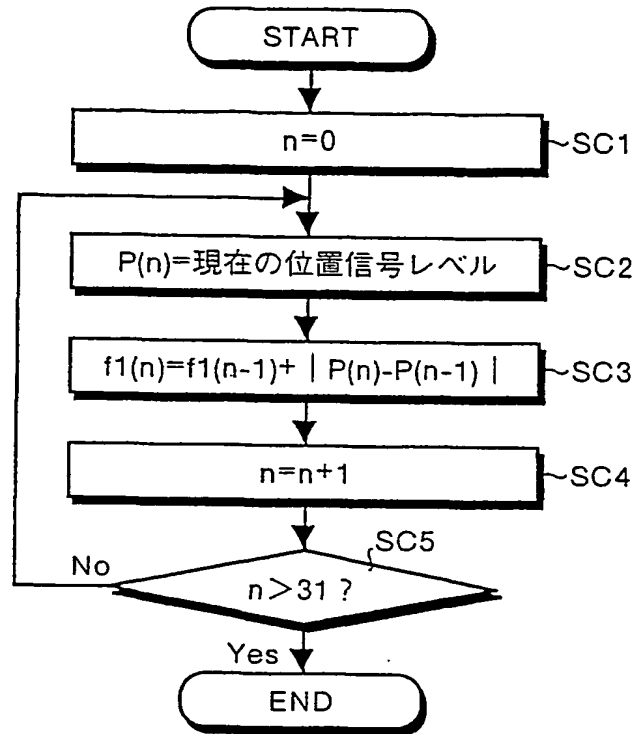 START
n=0
~SC1
P(n)=現在の位置信号レベル
~SC2
f1(n)=f1(n-1)+ | P(n)-P(n-1) |
~SC3
n=n+1
~SC4
SC5
No
n>31 ?
Yes
END